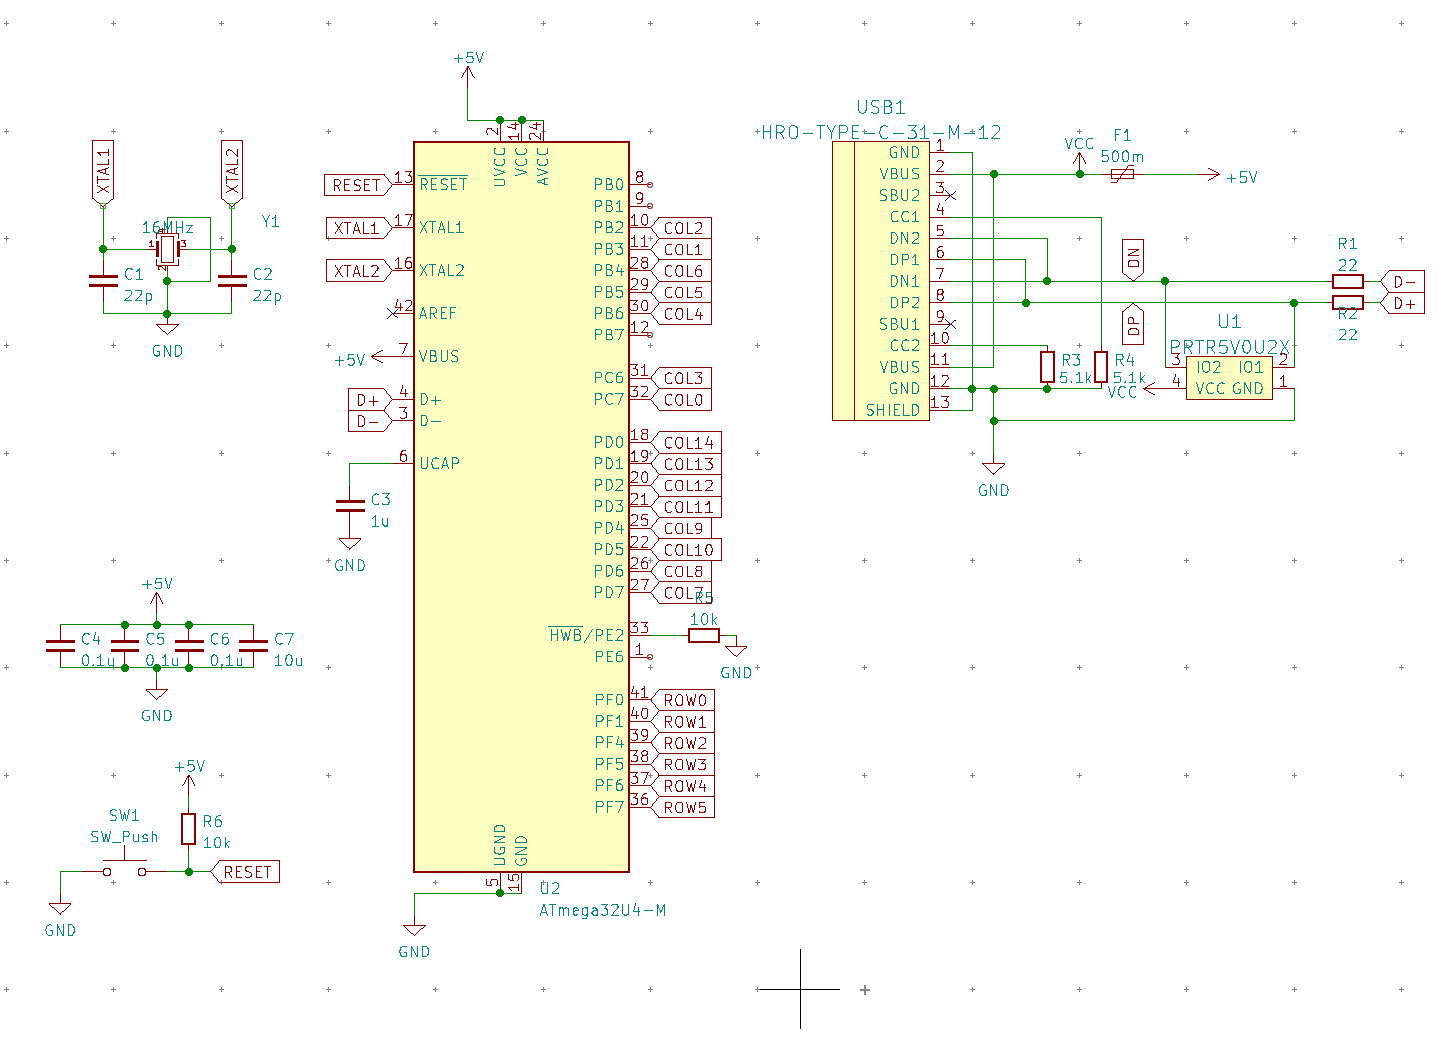 XTAL1
XTAL2
16MHz
Y1
1
2
3
4
C1
22p
C2
22p
GND
+5V
2
14
24
UVCC
VCC
AVCC
RESET
13
RESET
XTAL1
17
XTAL1
XTAL2
16
XTAL2
42
AREF
+5V
7
VBUS
D+
4
D+
D-
3
D-
6
UCAP
C3
1u
GND
PB0
8
PB1
9
PB2
10
COL2
PB3
11
COL1
PB4
28
COL6
PB5
29
COL5
PB6
30
COL4
PB7
12
PC6
31
COL3
PC7
32
COL0
PD0
18
COL14
PD1
19
COL13
PD2
20
COL12
PD3
21
COL11
PD4
25
COL9
PD5
22
COL10
PD6
26
COL8
PD7
27
COL7
R5
10k
HWB/PE2
33
GND
PE6
1
PF0
41
ROW0
PF1
40
ROW1
PF4
39
ROW2
PF5
38
ROW3
PF6
37
ROW4
PF7
36
ROW5
UGND
GND
5
15
U2
ATmega32U4-M
GND
+5V
C4
0.1u
C5
0.1u
C6
0.1u
C7
10u
GND
+5V
R6
10k
SW1
SW_Push
RESET
GND
USB1
HRO-TYPE-C-31-M-12
GND
1
VBUS
2
SBU2
3
CC1
4
DN2
5
DP1
6
DN1
7
DP2
8
SBU1
9
CC2
10
VBUS
11
GND
12
SHIELD
13
VCC
F1
500m
+5V
DN
DP
R1
22
D-
D+
R2
22
R3
5.1k
R4
5.1k
U1
PRTR5V0U2X
3
IO2
IO1
2
VCC
4
VCC
GND
1
GND